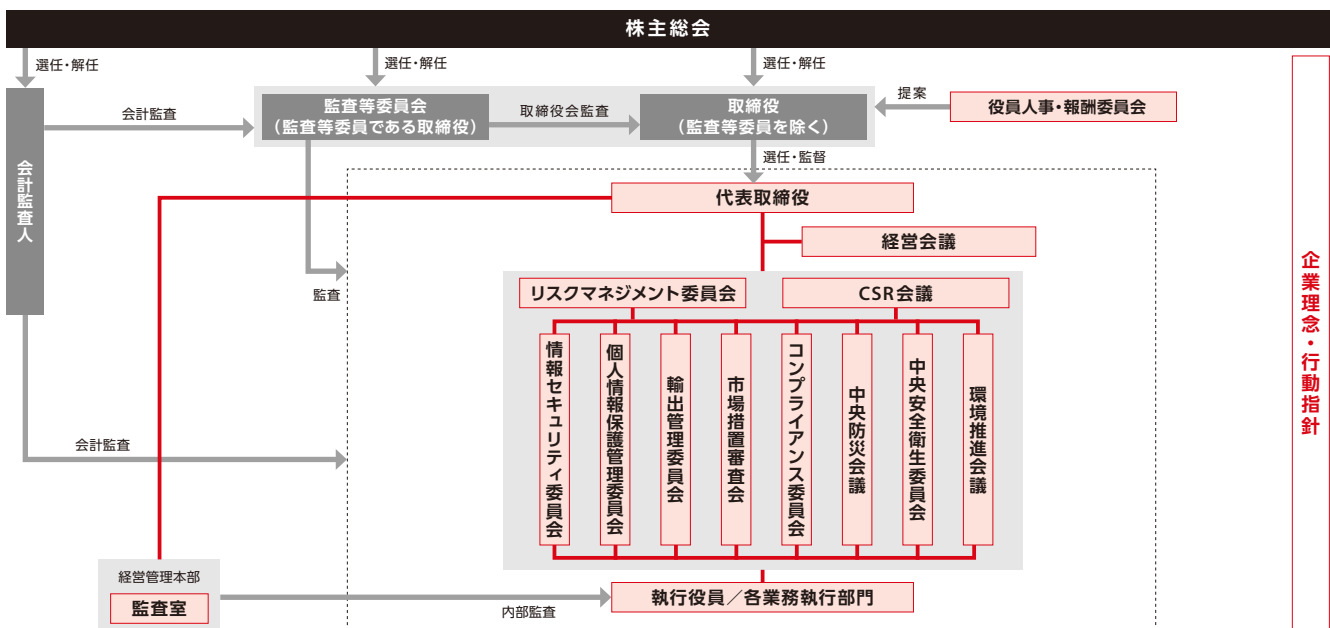 株主総会
選任・解任
選任・解任
選任・解任
会計監査
監査等委員会
（監査等委員である取締役）
取締役会監査
取締役
（監査等委員を除く）
提案
役員人事・報酬委員会
会計監査人
選任・監督
代表取締役
経営会議
監査
リスクマネジメント委員会
CSR会議
情報セキュリティ委員会
個人情報保護管理委員会
輸出管理委員会
市場措置審査会
コンプライアンス委員会
中央防災会議
中央安全衛生委員会
環境推進会議
企業理念・行動指針
会計監査
経営管理本部
監査室
内部監査
執行役員／各業務執行部門